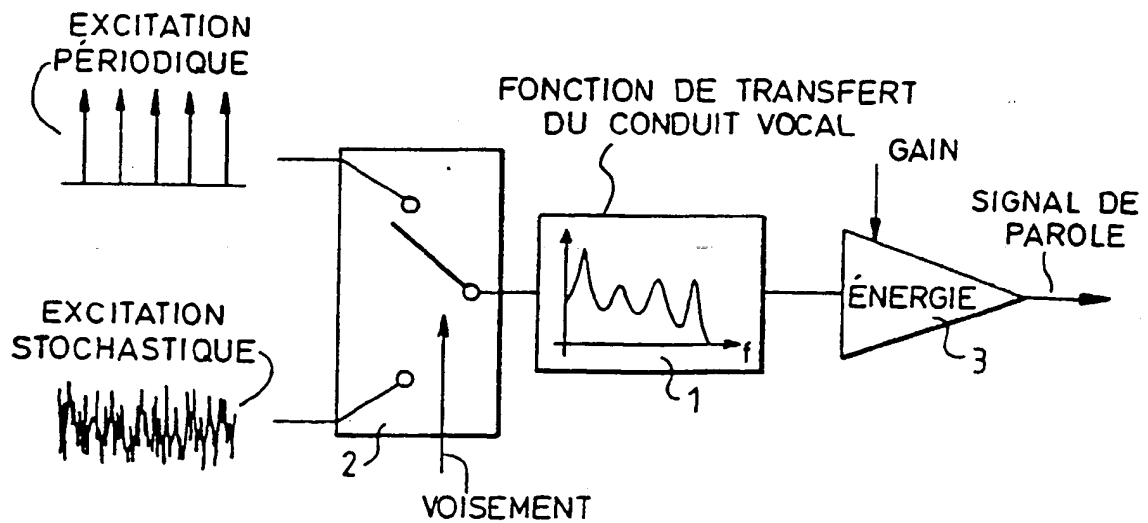 EXCITATION
PÉRIODIQUE
FONCTION DE TRANSFERT
DU CONDUIT VOCAL
GAIN
SIGNAL DE
PAROLE
ÉNERGIE
3
f
1
EXCITATION
STOCHASTIQUE
2
VOISEMENT